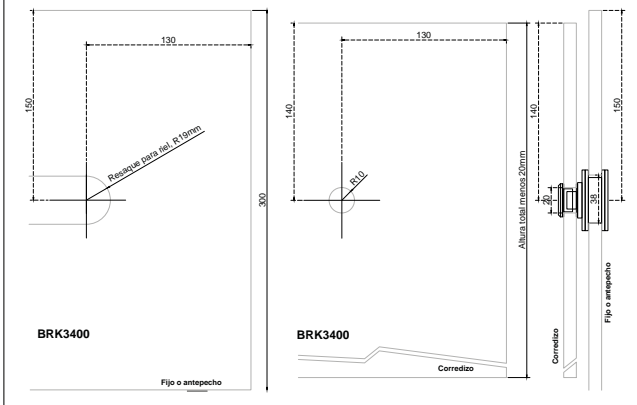 130
150
Resaque para riel, R19mm
300
BRK3400
Fijo o antepecho
130
140
R10
Altura total menos 20mm
BRK3400
Corredizo
140
150
20
38
Fijo o antepecho
Corredizo